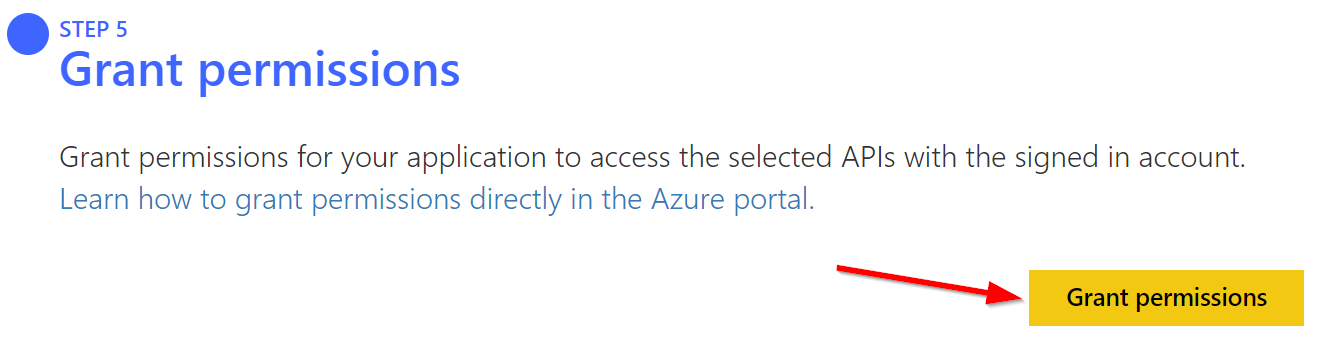 STEP 5
Grant permissions
Grant permissions for your application to access the selected APIs with the signed in account.
Learn how to grant permissions directly in the Azure portal.
Grant permissions